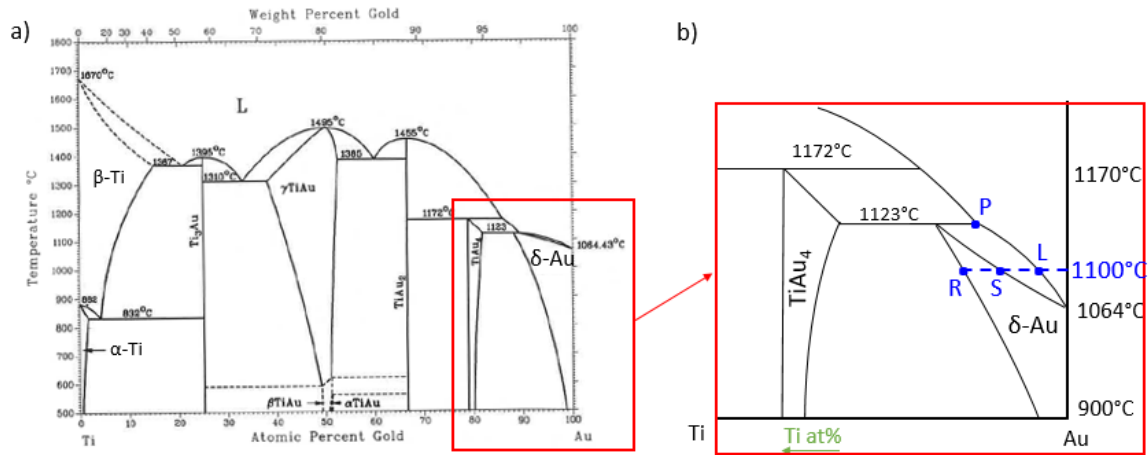 a)
Weight Percent Gold
0 10 20 30 40 50 60 70 80 90 100
1800
1700
1600
1500
1400
1300
1200
1100
1000
900
800
700
600
500
Temperature °C
1670°C
L
1495°C
1455°C
1395°C
1367
1385
1310°C
β-Ti
γTiAu
Ti₃Au
1172°C
TiAu₄
1123
TiAu₂
1064.43°C
δ-Au
882
832°C
α-Ti
βTiAu
αTiAu
0 10 20 30 40 50 60 70 80 90 100
Ti
Atomic Percent Gold
Au
b)
1172°C
1170°C
1123°C
P
L
1100°C
R
S
TiAu₄
1064°C
δ-Au
900°C
Ti
Ti at%
Au